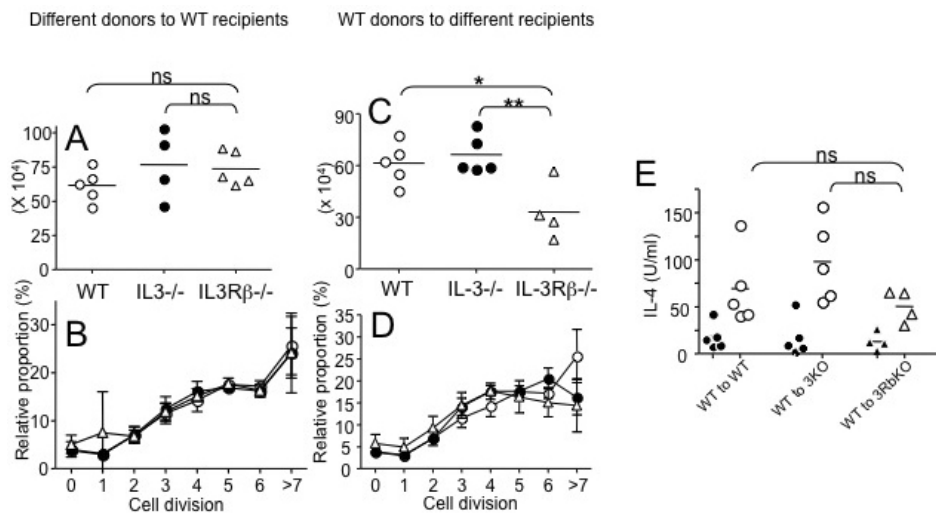 Different donors to WT recipients
WT donors to different recipients
A
ns
ns
(X 10⁴)
100
75
50
25
0
WT
IL3-/-
IL3Rβ-/-
B
Relative proportion (%)
30
20
10
0
0 1 2 3 4 5 6 >7
Cell division
C
*
**
(x 10⁴)
90
60
30
0
WT
IL-3-/-
IL-3Rβ-/-
D
Relative proportion (%)
35
30
25
20
15
10
5
0
0 1 2 3 4 5 6 >7
Cell division
E
ns
ns
IL-4 (U/ml)
150
100
50
0
WT to WT
WT to 3KO
WT to 3RbKO